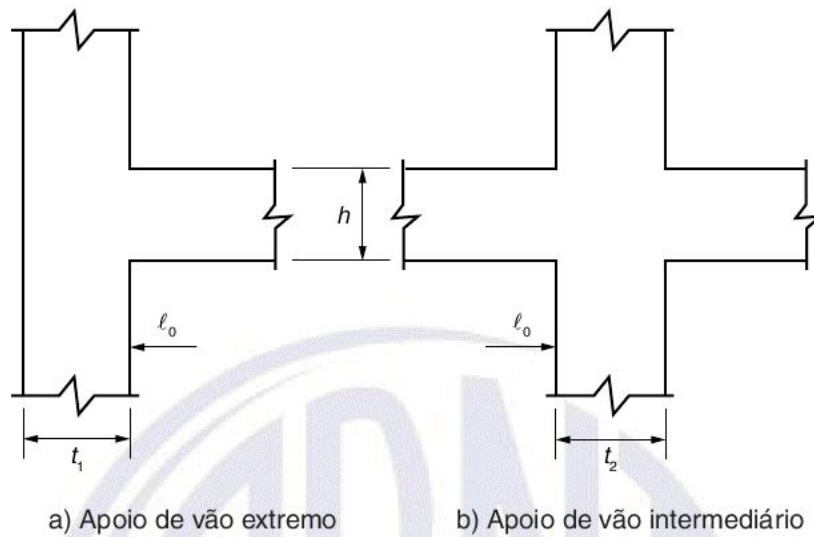 h
ℓ₀
ℓ₀
t₁
t₂
a) Apoio de vão extremo
b) Apoio de vão intermediário